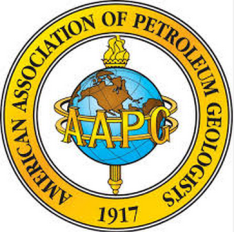 AMERICAN ASSOCIATION OF PETROLEUM GEOLOGISTS
AAPG
1917